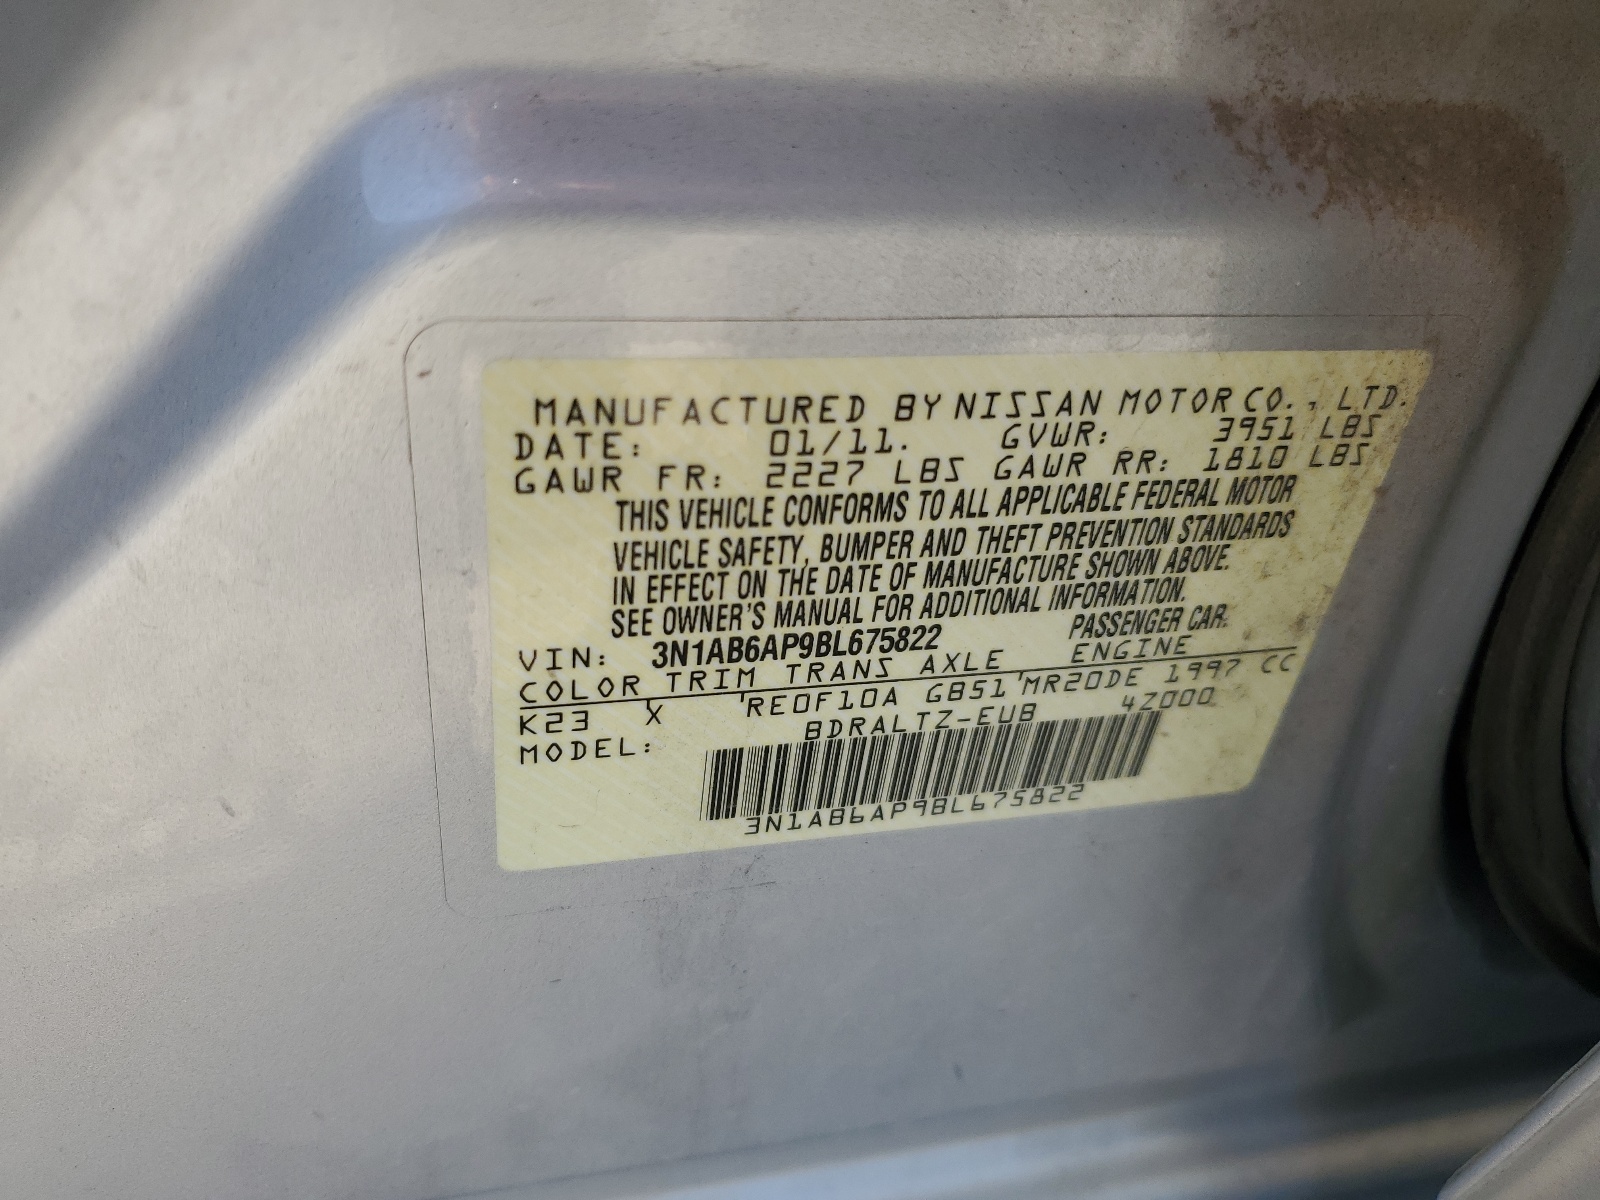 MANUFACTURED BY NISSAN MOTOR CO., LTD.
DATE: 01/11. GVWR: 3951 LBS
GAWR FR: 2227 LBS GAWR RR: 1810 LBS
THIS VEHICLE CONFORMS TO ALL APPLICABLE FEDERAL MOTOR
VEHICLE SAFETY, BUMPER AND THEFT PREVENTION STANDARDS
IN EFFECT ON THE DATE OF MANUFACTURE SHOWN ABOVE.
SEE OWNER'S MANUAL FOR ADDITIONAL INFORMATION.
VIN: 3N1AB6AP9BL675822 PASSENGER CAR.
COLOR TRIM TRANS AXLE ENGINE
K23 X RE0F10A GB51 MR20DE 1997 CC
MODEL: BDRALTZ-EUB 4Z000
3N1AB6AP9BL675822